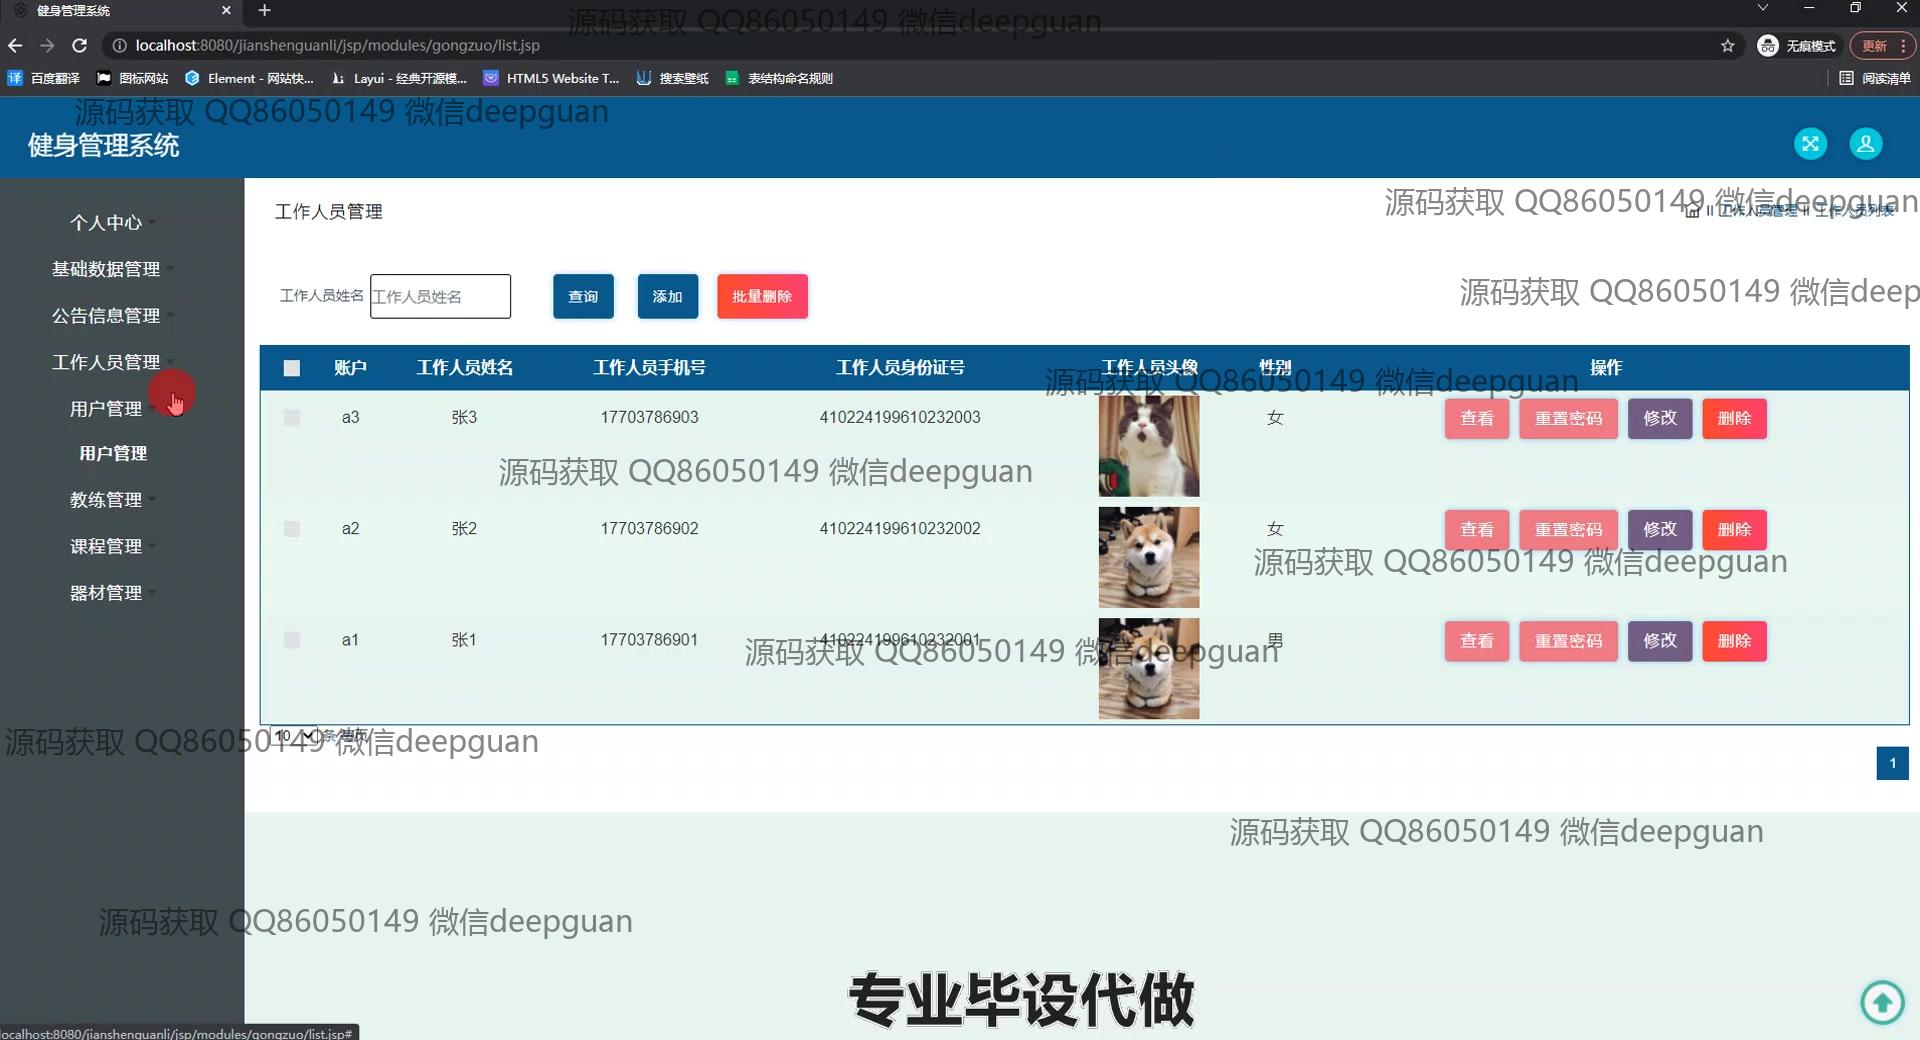 健身管理系统
源码获取 QQ86050149 微信deepguan
localhost:8080/jianshenguanli/jsp/modules/gongzuo/list.jsp
无痕模式
更新
百度翻译
图标网站
Element - 网站快...
Layui - 经典开源模...
HTML5 Website T...
搜索壁纸
表结构命名规则
阅读清单
源码获取 QQ86050149 微信deepguan
健身管理系统
个人中心
基础数据管理
公告信息管理
工作人员管理
用户管理
用户管理
教练管理
课程管理
器材管理
工作人员管理
源码获取 QQ86050149 微信deepguan
工作人员管理
工作人员列表
源码获取 QQ86050149 微信deep
工作人员姓名
工作人员姓名
查询
添加
批量删除
账户 工作人员姓名 工作人员手机号 工作人员身份证号 工作人员头像 性别 操作
源码获取 QQ86050149 微信deepguan
a3 张3 17703786903 410224199610232003 女 查看 重置密码 修改 删除
源码获取 QQ86050149 微信deepguan
a2 张2 17703786902 410224199610232002 女 查看 重置密码 修改 删除
源码获取 QQ86050149 微信deepguan
a1 张1 17703786901 410224199610232001 男 查看 重置密码 修改 删除
源码获取 QQ86050149 微信deepguan
10
源码获取 QQ86050149 微信deepguan
1
源码获取 QQ86050149 微信deepguan
源码获取 QQ86050149 微信deepguan
专业毕设代做
localhost:8080/jianshenguanli/jsp/modules/gongzuo/list.jsp#